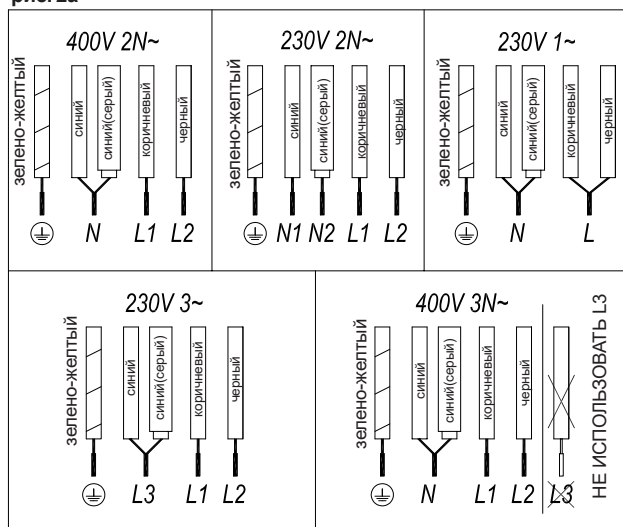 400V 2N~
зелено-желтый
синий
синий(серый)
коричневый
черный
N
L1
L2
230V 2N~
зелено-желтый
синий
синий(серый)
коричневый
черный
N1
N2
L1
L2
230V 1~
зелено-желтый
синий
синий(серый)
коричневый
черный
N
L
230V 3~
зелено-желтый
синий
синий(серый)
коричневый
черный
L3
L1
L2
400V 3N~
зелено-желтый
синий
синий(серый)
коричневый
черный
N
L1
L2
L3
НЕ ИСПОЛЬЗОВАТЬ L3